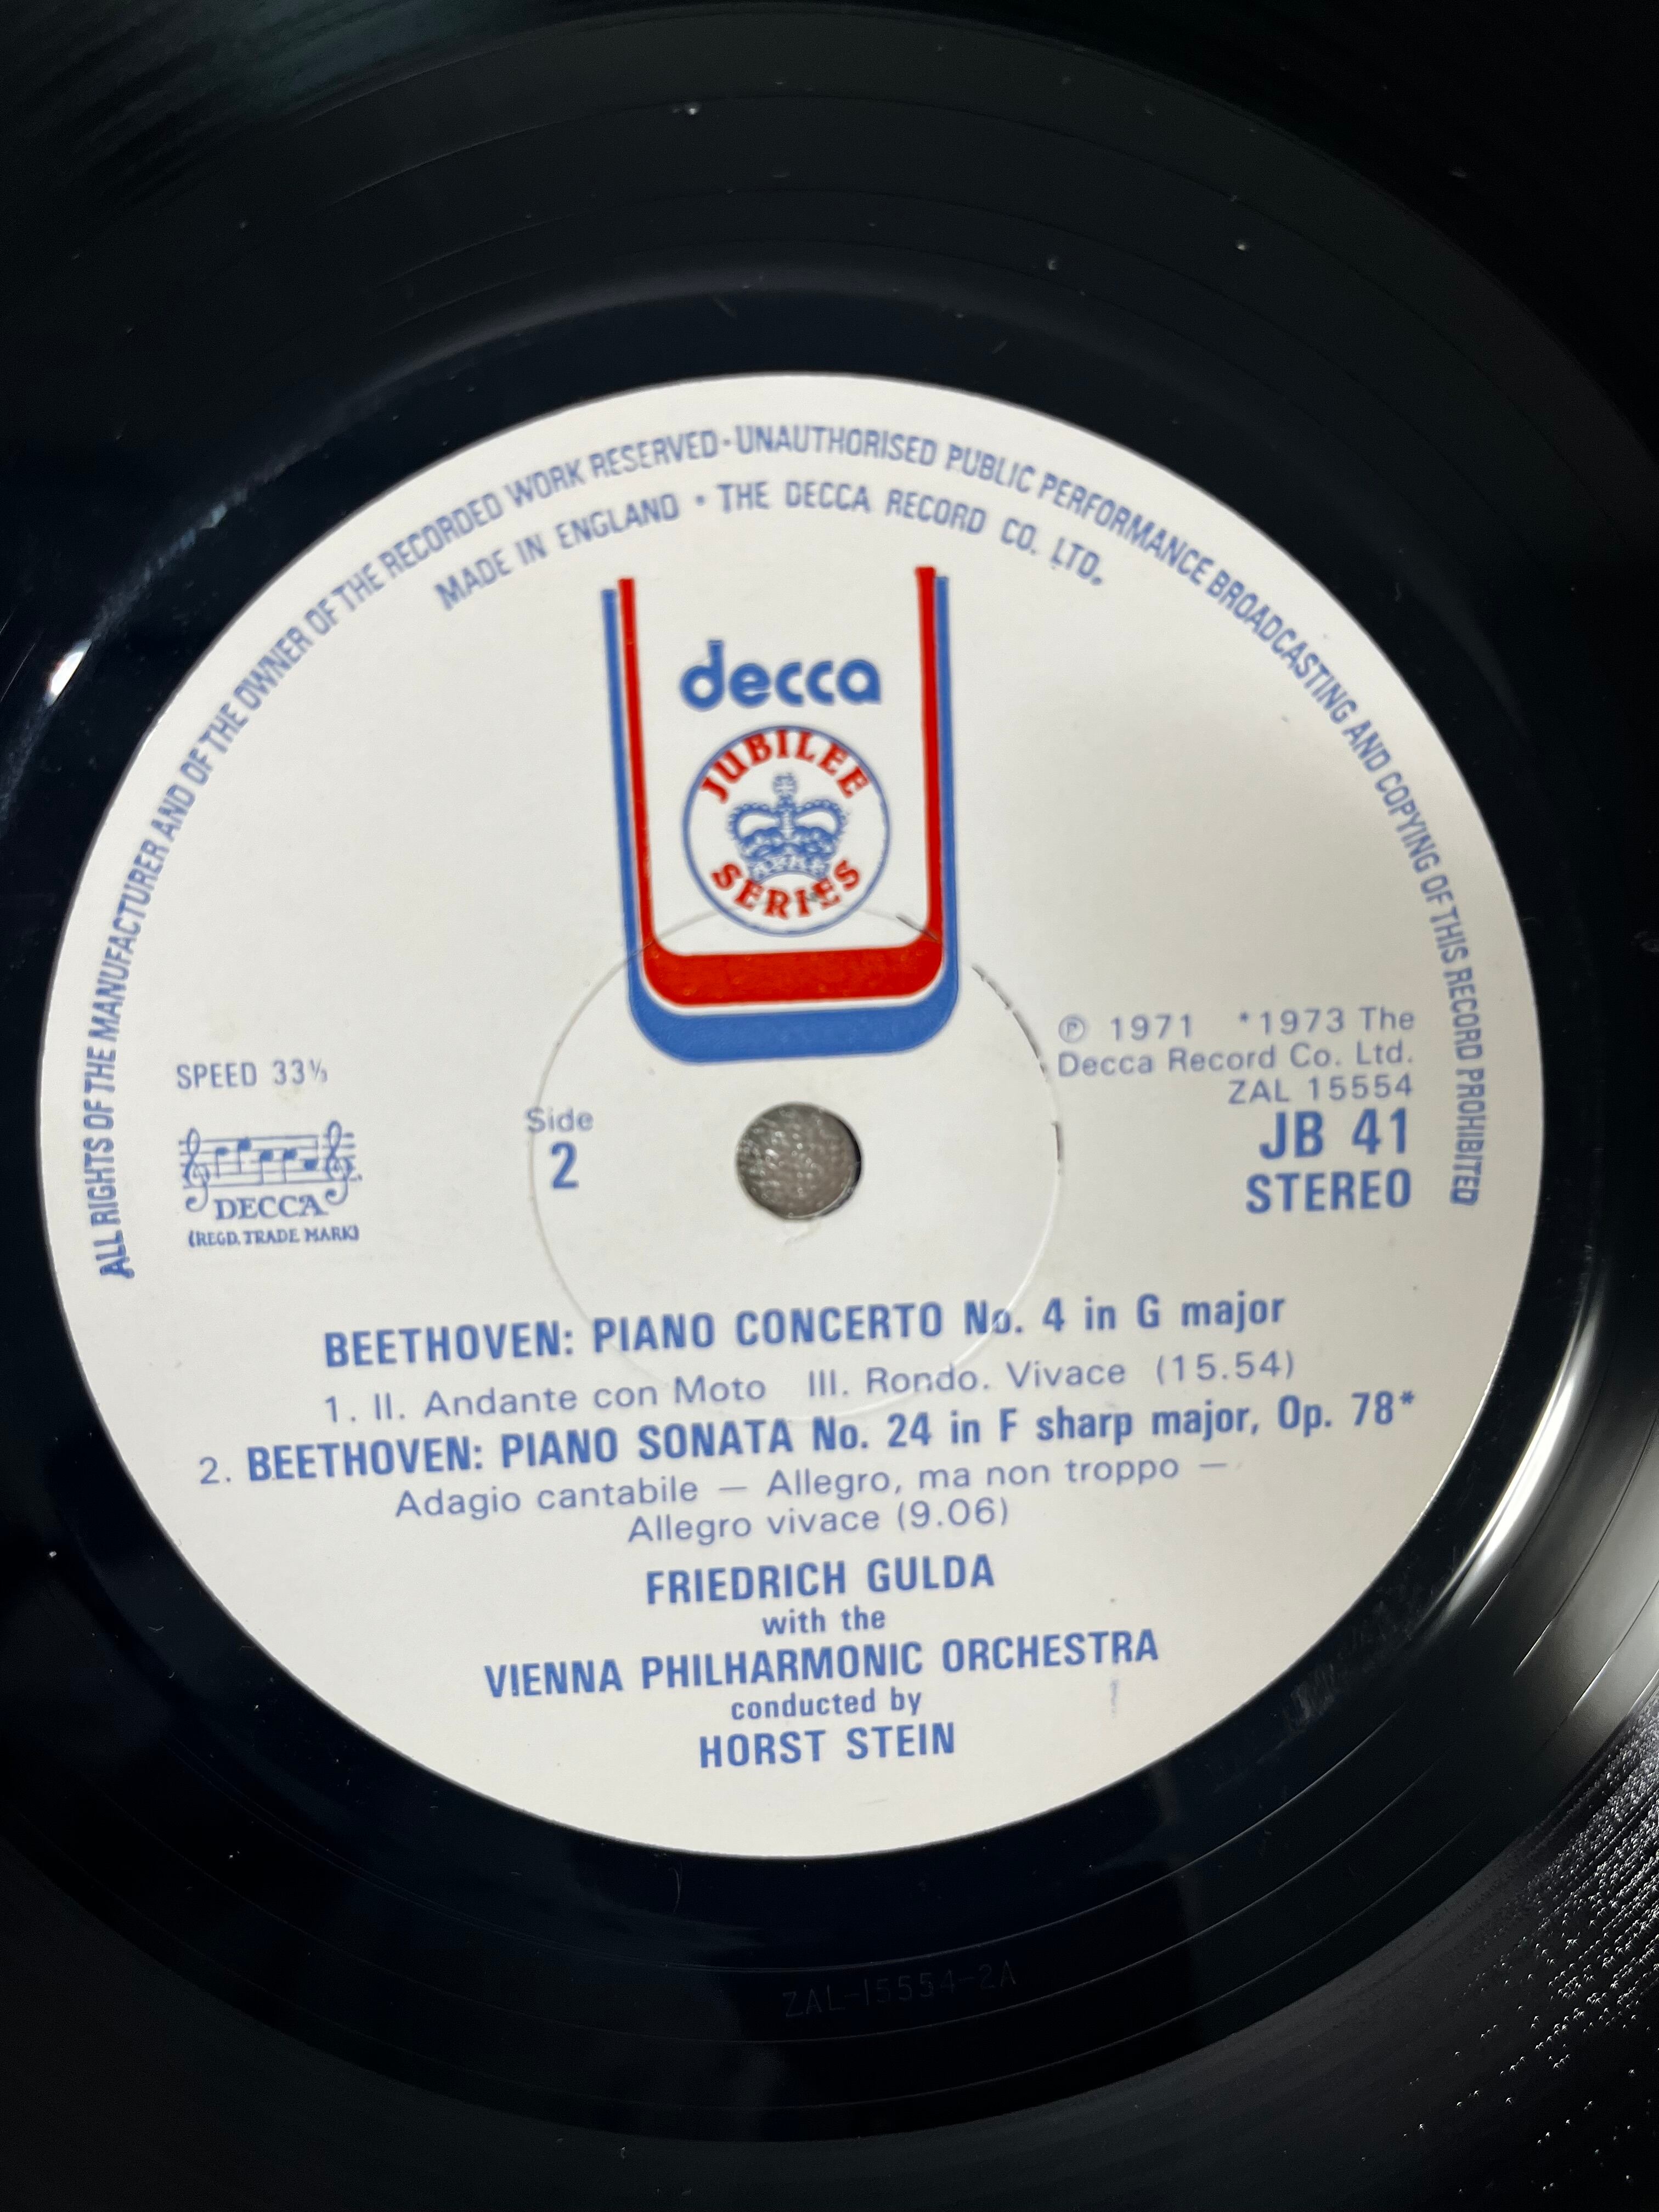 ALL RIGHTS OF THE MANUFACTURER AND OF THE OWNER OF THE RECORDED WORK RESERVED · UNAUTHORISED PUBLIC PERFORMANCE BROADCASTING AND COPYING OF THIS RECORD PROHIBITED
MADE IN ENGLAND • THE DECCA RECORD CO. LTD.
decca
JUBILEE
SERIES
SPEED 33⅓
DECCA
(REGD. TRADE MARK)
Side
2
℗ 1971 *1973 The
Decca Record Co. Ltd.
ZAL 15554
JB 41
STEREO
BEETHOVEN: PIANO CONCERTO No. 4 in G major
1. II. Andante con Moto III. Rondo. Vivace (15.54)
2. BEETHOVEN: PIANO SONATA No. 24 in F sharp major, Op. 78*
Adagio cantabile — Allegro, ma non troppo —
Allegro vivace (9.06)
FRIEDRICH GULDA
with the
VIENNA PHILHARMONIC ORCHESTRA
conducted by
HORST STEIN
ZAL-15554-2A